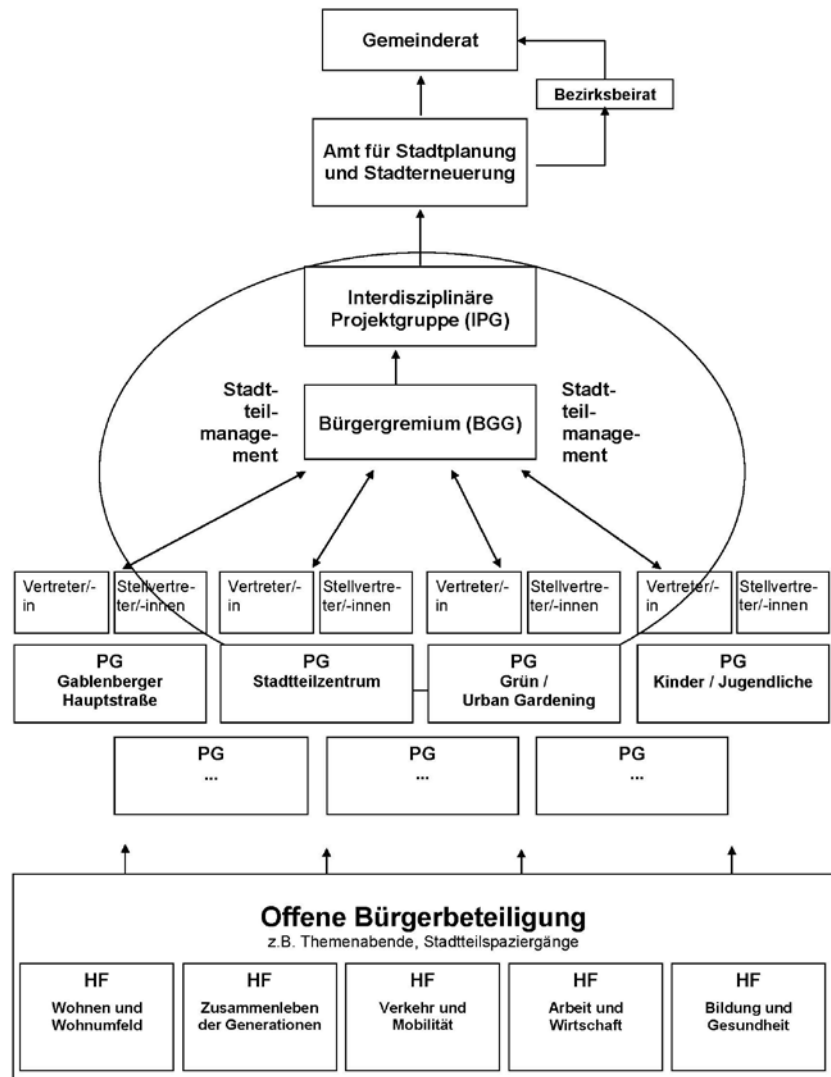 Gemeinderat
Bezirksbeirat
Amt für Stadtplanung
und Stadterneuerung
Interdisziplinäre
Projektgruppe (IPG)
Stadt-
teil-
manage-
ment
Bürgergremium (BGG)
Stadt-
teil-
manage-
ment
Vertreter/-
in
Stellvertre-
ter/-innen
Vertreter/-
in
Stellvertre-
ter/-innen
Vertreter/-
in
Stellvertre-
ter/-innen
Vertreter/-
in
Stellvertre-
ter/-innen
PG
Gablenberger
Hauptstraße
PG
Stadtteilzentrum
PG
Grün /
Urban Gardening
PG
Kinder / Jugendliche
PG
...
PG
...
PG
...
Offene Bürgerbeteiligung
z.B. Themenabende, Stadtteilspaziergänge
HF
Wohnen und
Wohnumfeld
HF
Zusammenleben
der Generationen
HF
Verkehr und
Mobilität
HF
Arbeit und
Wirtschaft
HF
Bildung und
Gesundheit